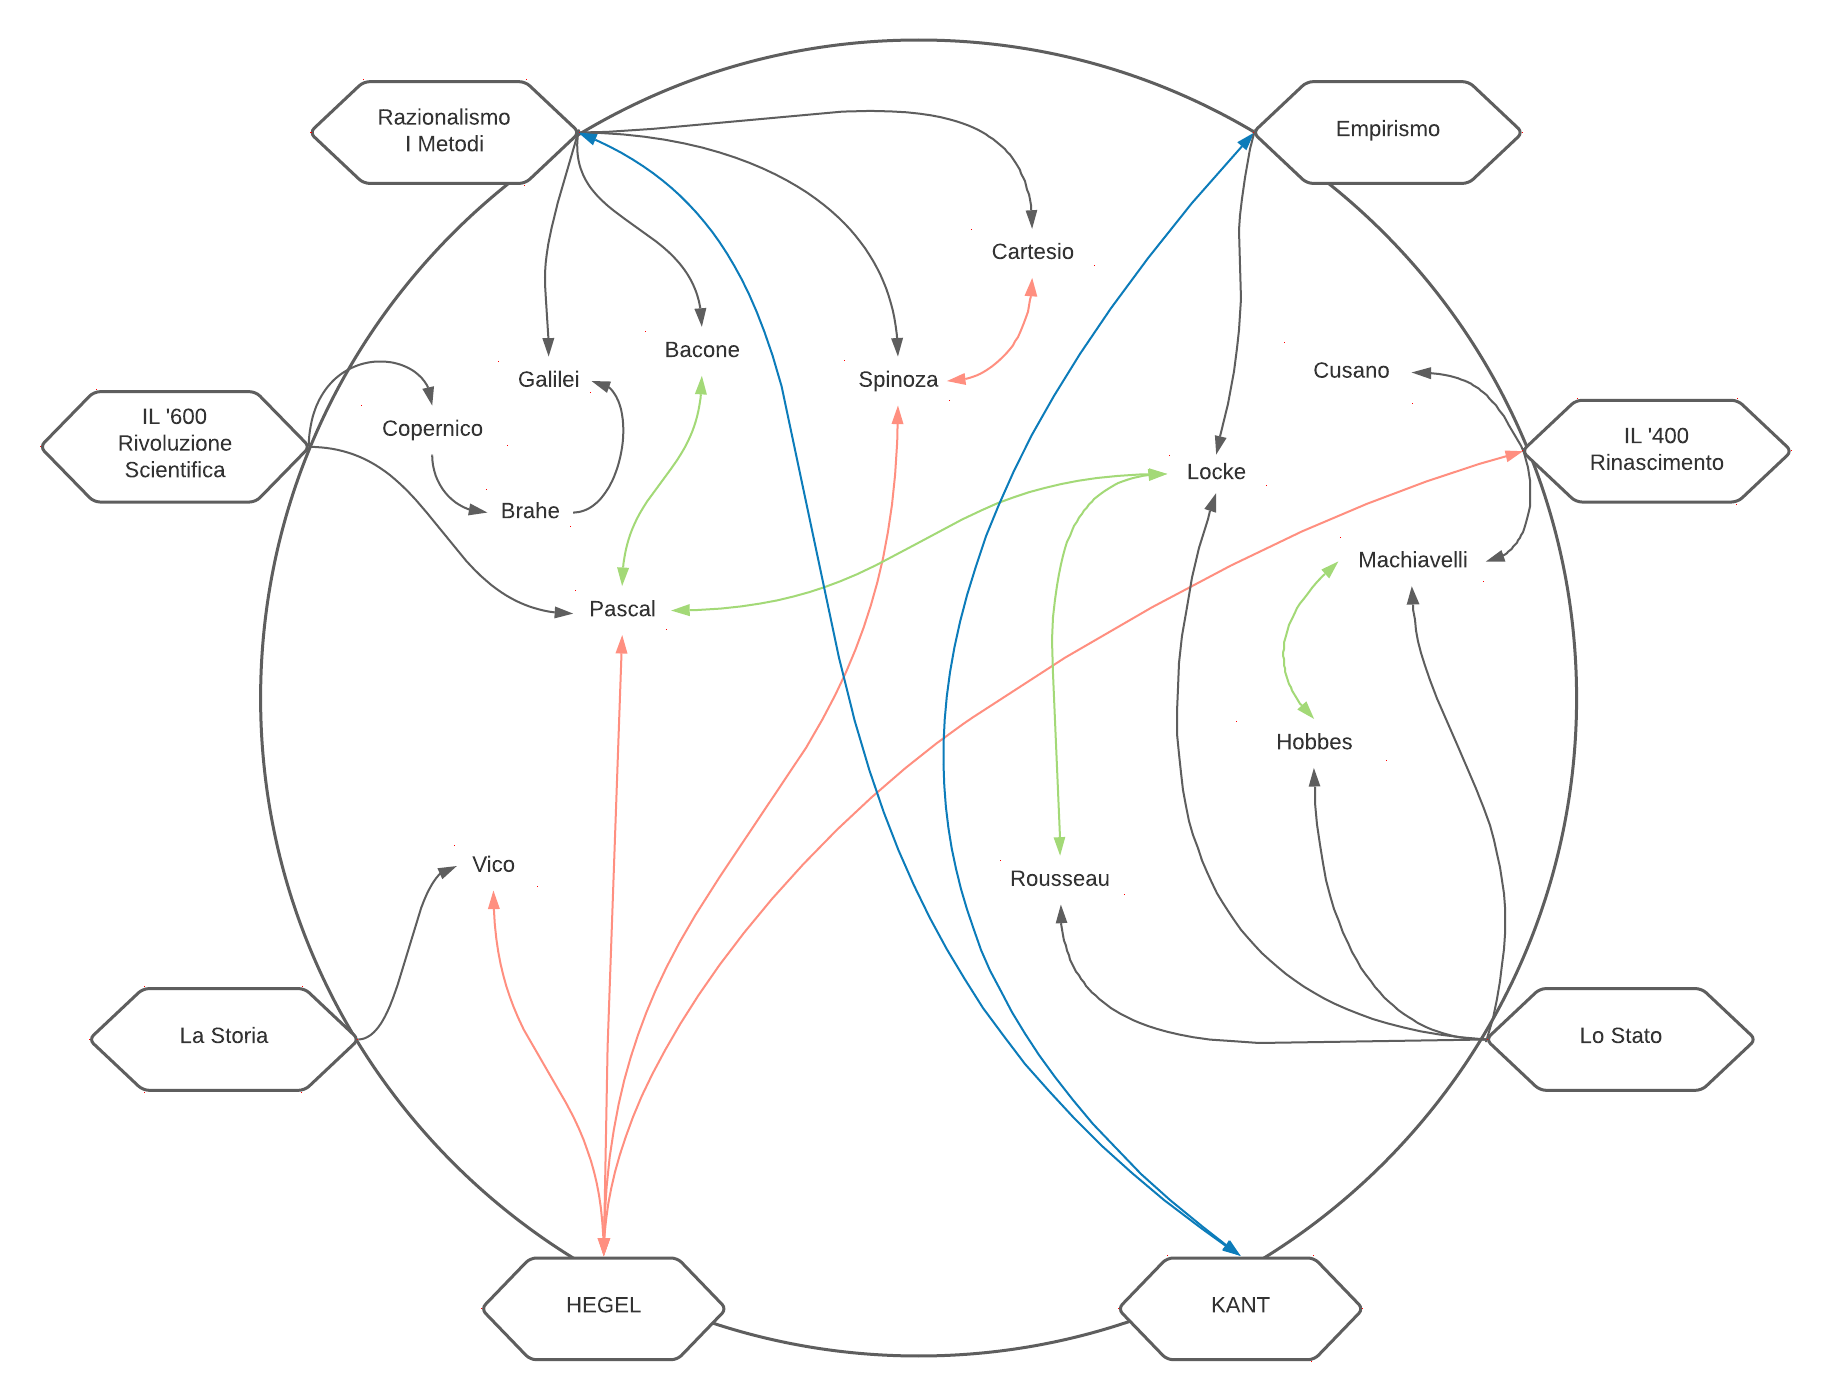 Razionalismo
I Metodi
Empirismo
Cartesio
Bacone
Galilei
Spinoza
Cusano
IL '600
Rivoluzione
Scientifica
Copernico
IL '400
Rinascimento
Locke
Brahe
Machiavelli
Pascal
Hobbes
Vico
Rousseau
La Storia
Lo Stato
HEGEL
KANT